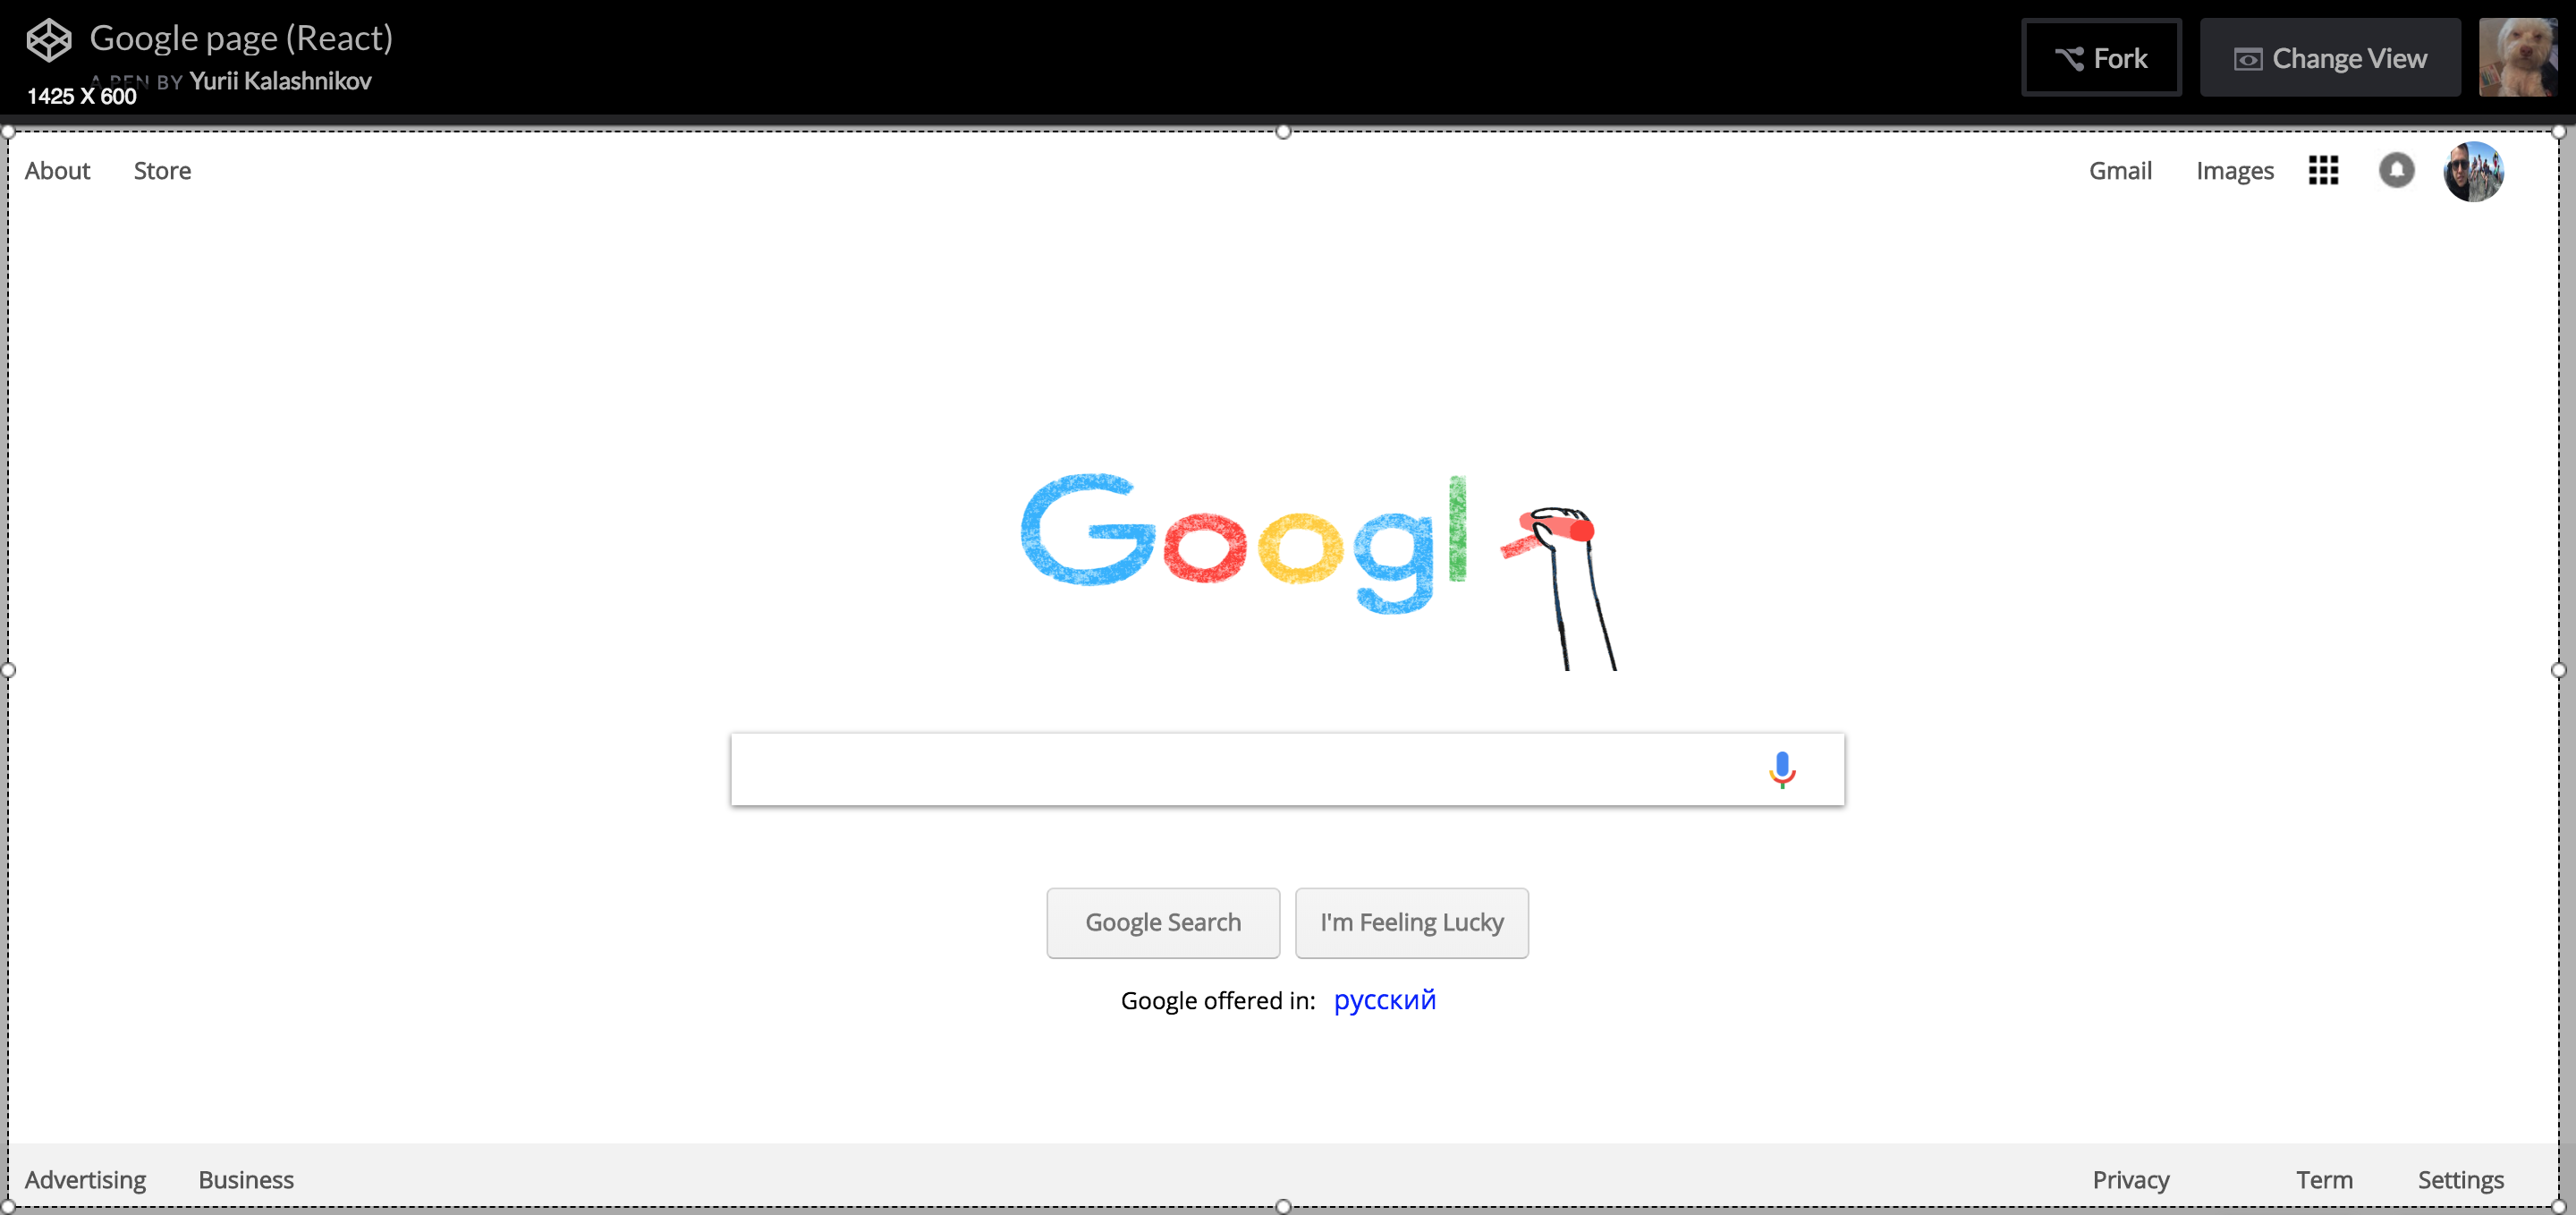 Google page (React)
A PEN BY Yurii Kalashnikov
1425 X 600
Fork
Change View
About Store
Gmail Images
Googl
Google Search
I'm Feeling Lucky
Google offered in: русский
Advertising Business
Privacy Term Settings